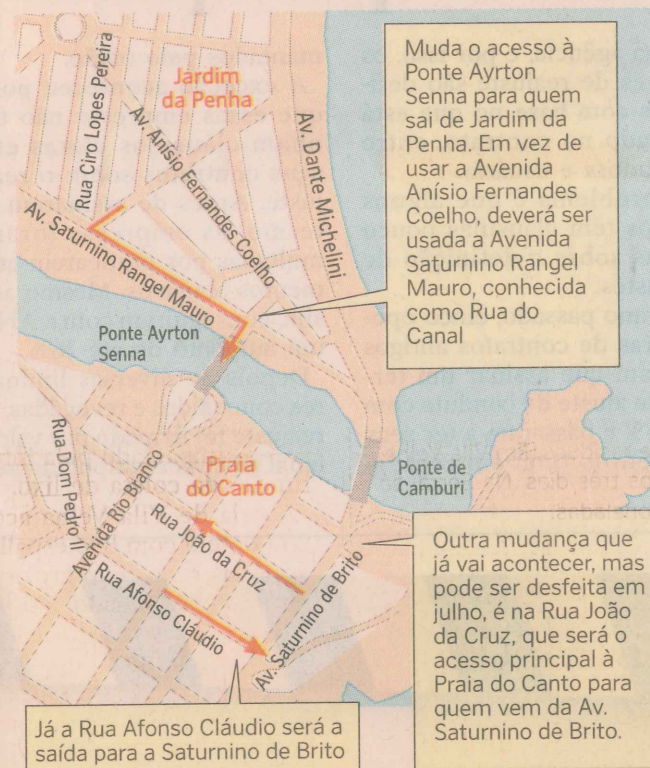 Rua Ciro Lopes Pereira
Jardim
da Penha
Av. Anísio Fernandes Coelho
Av. Dante Michelini
Av. Saturnino Rangel Mauro
Muda o acesso à
Ponte Ayrton
Senna para quem
sai de Jardim da
Penha. Em vez de
usar a Avenida
Anísio Fernandes
Coelho, deverá ser
usada a Avenida
Saturnino Rangel
Mauro, conhecida
como Rua do
Canal
Ponte Ayrton
Senna
Rua Dom Pedro II
Avenida Rio Branco
Praia
do Canto
Rua João da Cruz
Ponte de
Camburi
Rua Afonso Cláudio
Av. Saturnino de Brito
Outra mudança que
já vai acontecer, mas
pode ser desfeita em
julho, é na Rua João
da Cruz, que será o
acesso principal à
Praia do Canto para
quem vem da Av.
Saturnino de Brito.
Já a Rua Afonso Cláudio será a
saída para a Saturnino de Brito